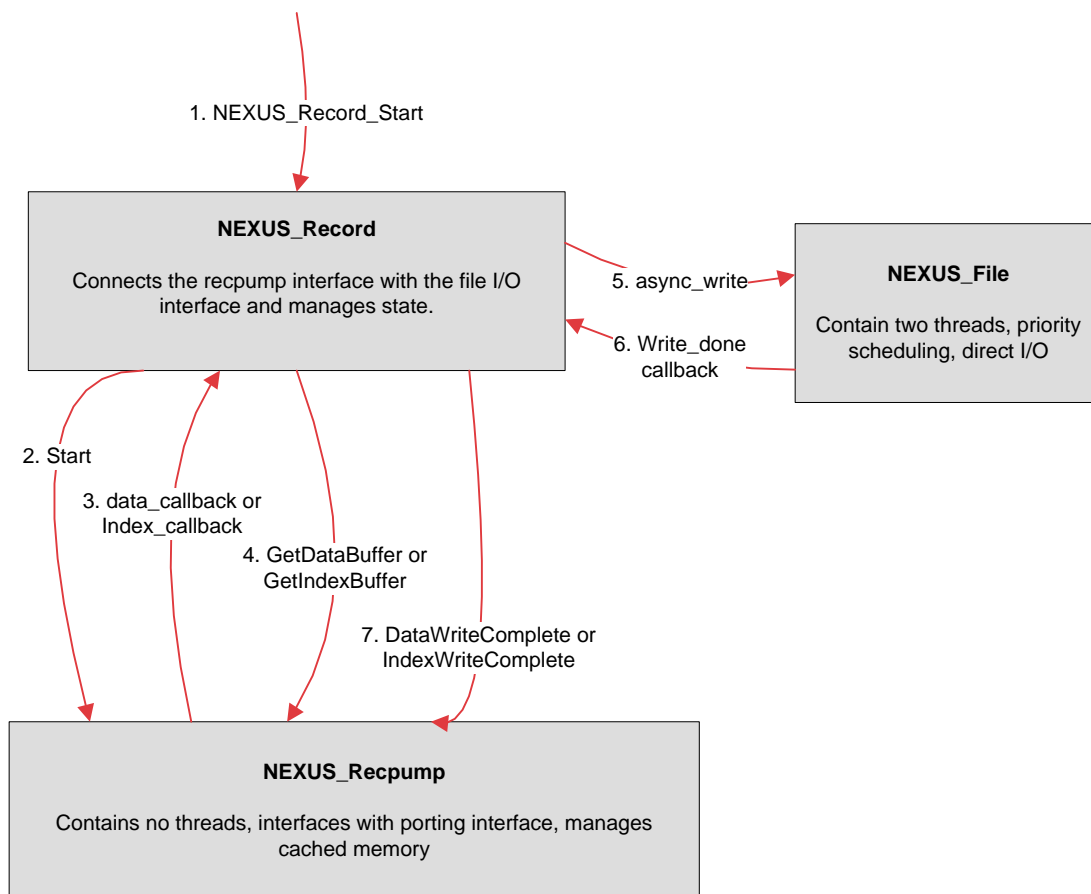 1. NEXUS_Record_Start
NEXUS_Record
Connects the recpump interface with the file I/O
interface and manages state.
NEXUS_File
Contain two threads, priority
scheduling, direct I/O
5. async_write
6. Write_done
callback
2. Start
3. data_callback or
Index_callback
4. GetDataBuffer or
GetIndexBuffer
7. DataWriteComplete or
IndexWriteComplete
NEXUS_Recpump
Contains no threads, interfaces with porting interface, manages
cached memory